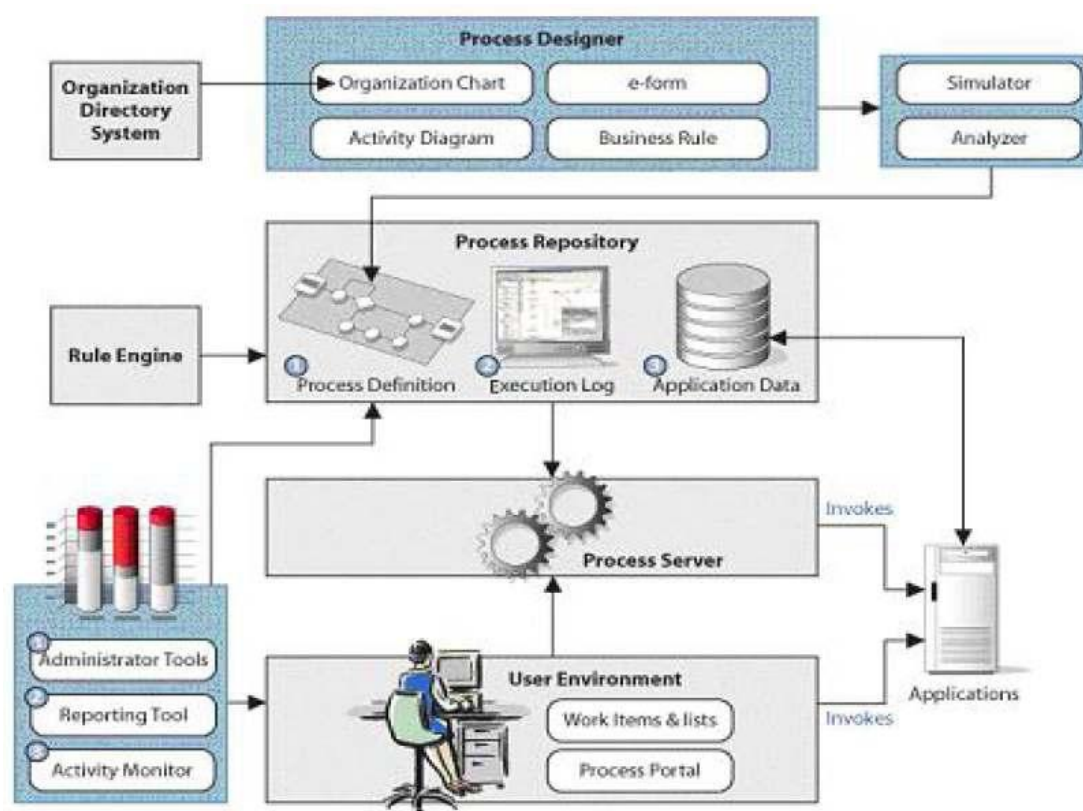 Process Designer
Organization
Directory
System
Organization Chart
e-form
Activity Diagram
Business Rule
Simulator
Analyzer
Process Repository
Rule Engine
1
Process Definition
2
Execution Log
3
Application Data
Process Server
Invokes
1
Administrator Tools
2
Reporting Tool
3
Activity Monitor
User Environment
Work Items & lists
Process Portal
Invokes
Applications